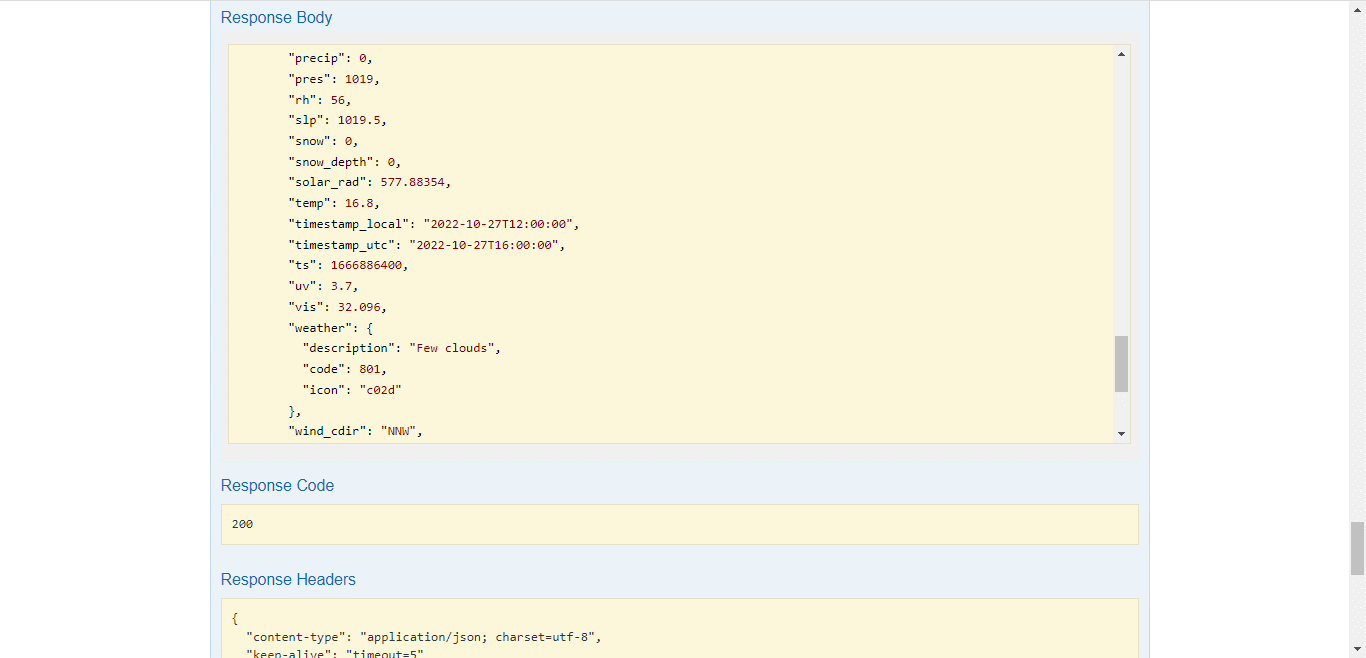 Response Body
"precip": 0,
"pres": 1019,
"rh": 56,
"slp": 1019.5,
"snow": 0,
"snow_depth": 0,
"solar_rad": 577.88354,
"temp": 16.8,
"timestamp_local": "2022-10-27T12:00:00",
"timestamp_utc": "2022-10-27T16:00:00",
"ts": 1666886400,
"uv": 3.7,
"vis": 32.096,
"weather": {
"description": "Few clouds",
"code": 801,
"icon": "c02d"
},
"wind_cdir": "NNW",
Response Code
200
Response Headers
{
"content-type": "application/json; charset=utf-8",
"keep-alive": "timeout=5"